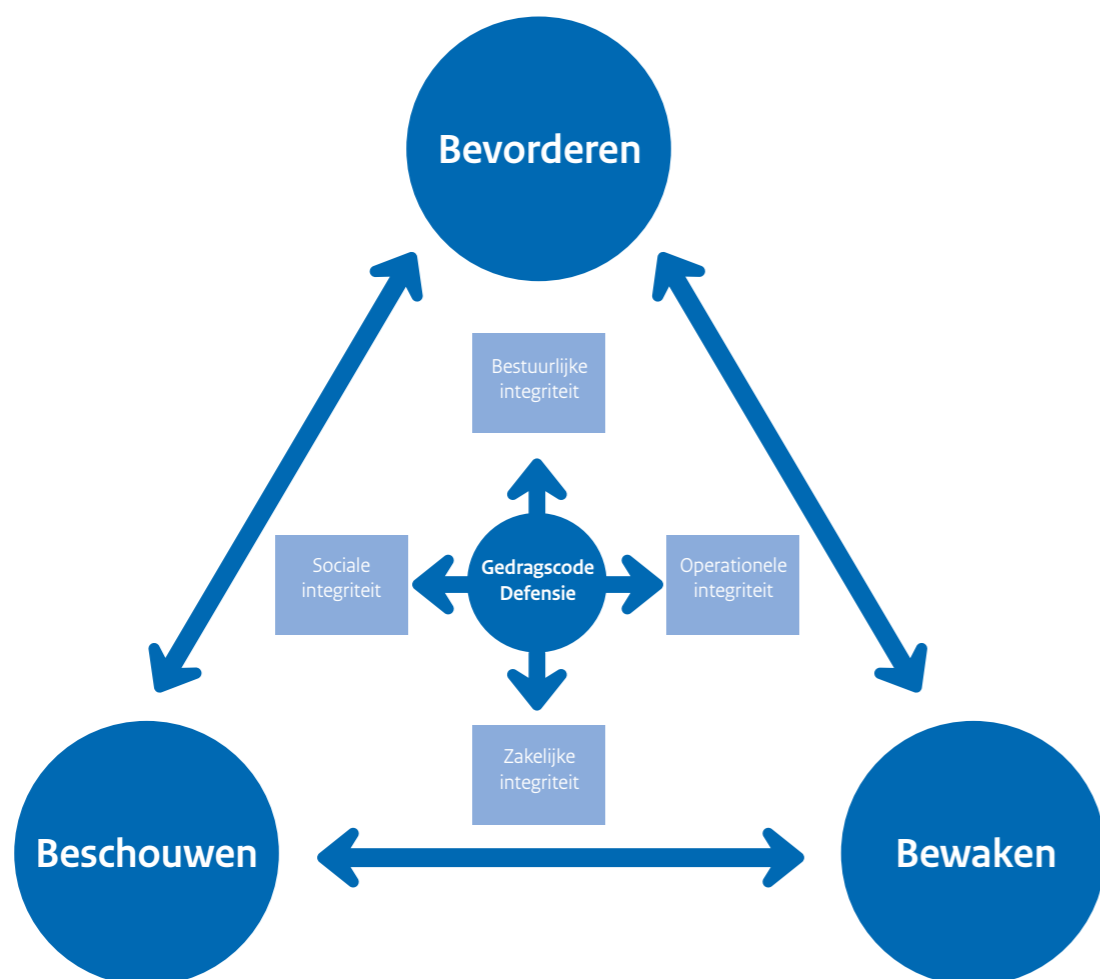 Bevorderen
Bestuurlijke
integriteit
Sociale
integriteit
Gedragscode
Defensie
Operationele
integriteit
Zakelijke
integriteit
Beschouwen
Bewaken